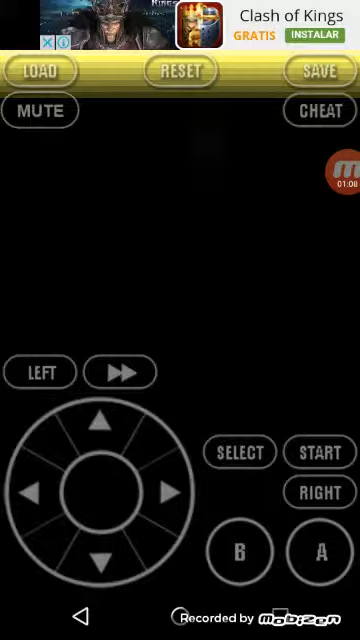 KINGS
Clash of Kings
GRATIS INSTALAR
LOAD RESET SAVE
MUTE CHEAT
01:08
LEFT
SELECT START
RIGHT
B A
Recorded by mobizen